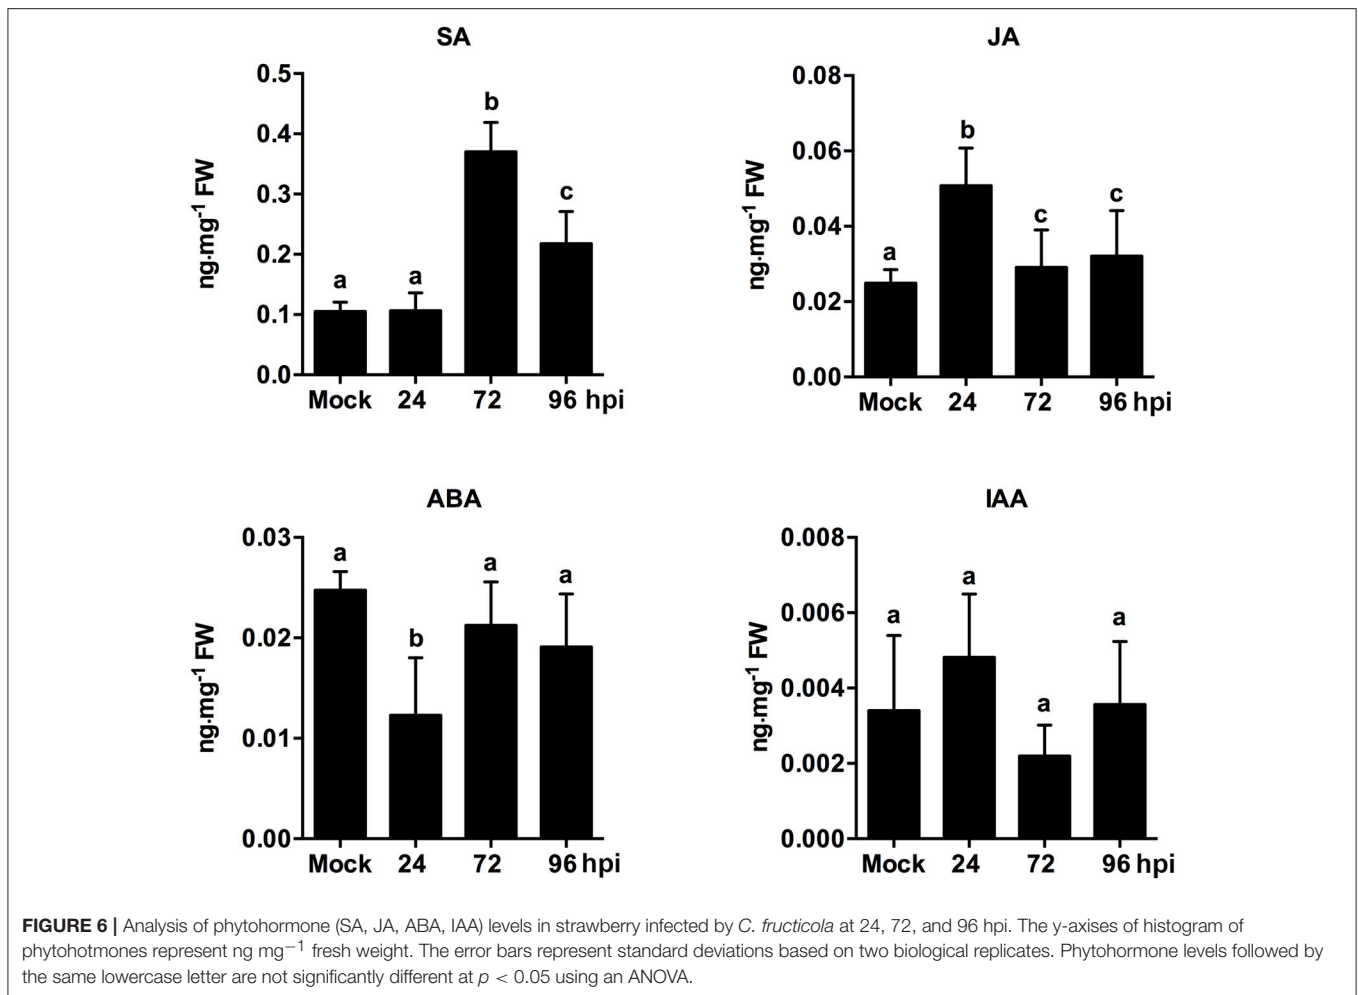 SA
0.5
0.4
0.3
0.2
0.1
0.0
ng·mg⁻¹ FW
a
a
b
c
Mock 24 72 96 hpi
JA
0.08
0.06
0.04
0.02
0.00
ng·mg⁻¹ FW
a
b
c
c
Mock 24 72 96 hpi
ABA
0.03
0.02
0.01
0.00
ng·mg⁻¹ FW
a
b
a
a
Mock 24 72 96 hpi
IAA
0.008
0.006
0.004
0.002
0.000
ng·mg⁻¹ FW
a
a
a
a
Mock 24 72 96 hpi
FIGURE 6 | Analysis of phytohormone (SA, JA, ABA, IAA) levels in strawberry infected by C. fructicola at 24, 72, and 96 hpi. The y-axises of histogram of
phytohotmones represent ng mg⁻¹ fresh weight. The error bars represent standard deviations based on two biological replicates. Phytohormone levels followed by
the same lowercase letter are not significantly different at p < 0.05 using an ANOVA.